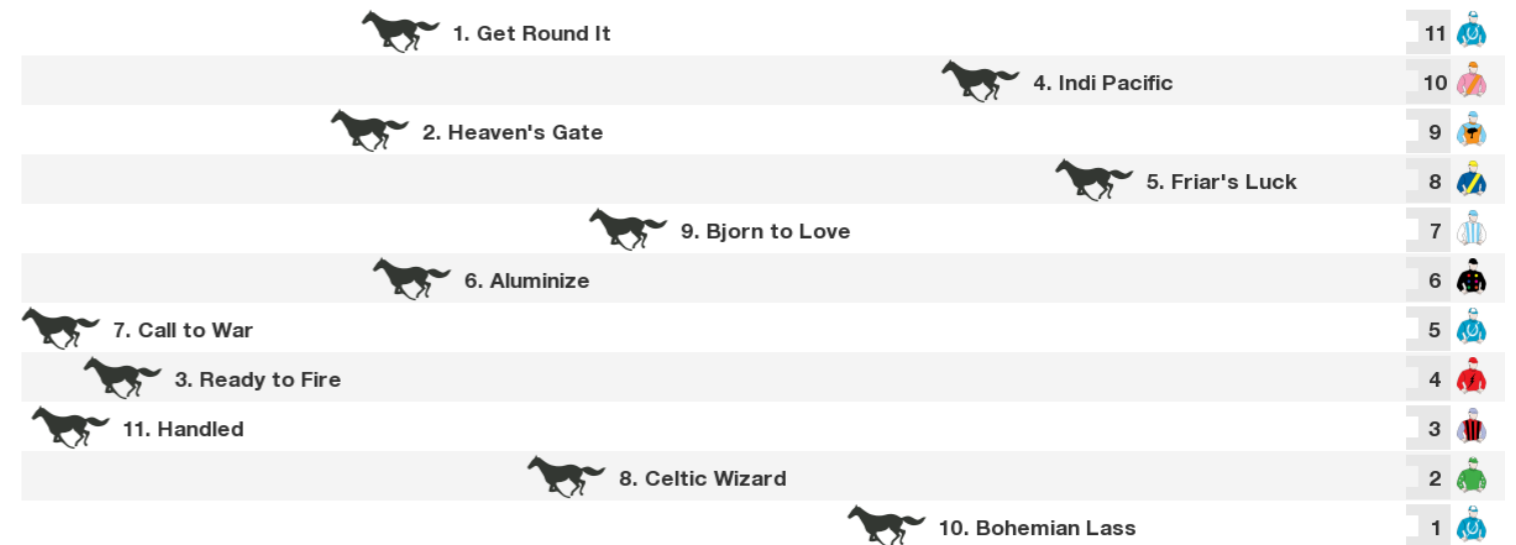 1. Get Round It 11
4. Indi Pacific 10
2. Heaven's Gate 9
5. Friar's Luck 8
9. Bjorn to Love 7
6. Aluminize 6
7. Call to War 5
3. Ready to Fire 4
11. Handled 3
8. Celtic Wizard 2
10. Bohemian Lass 1